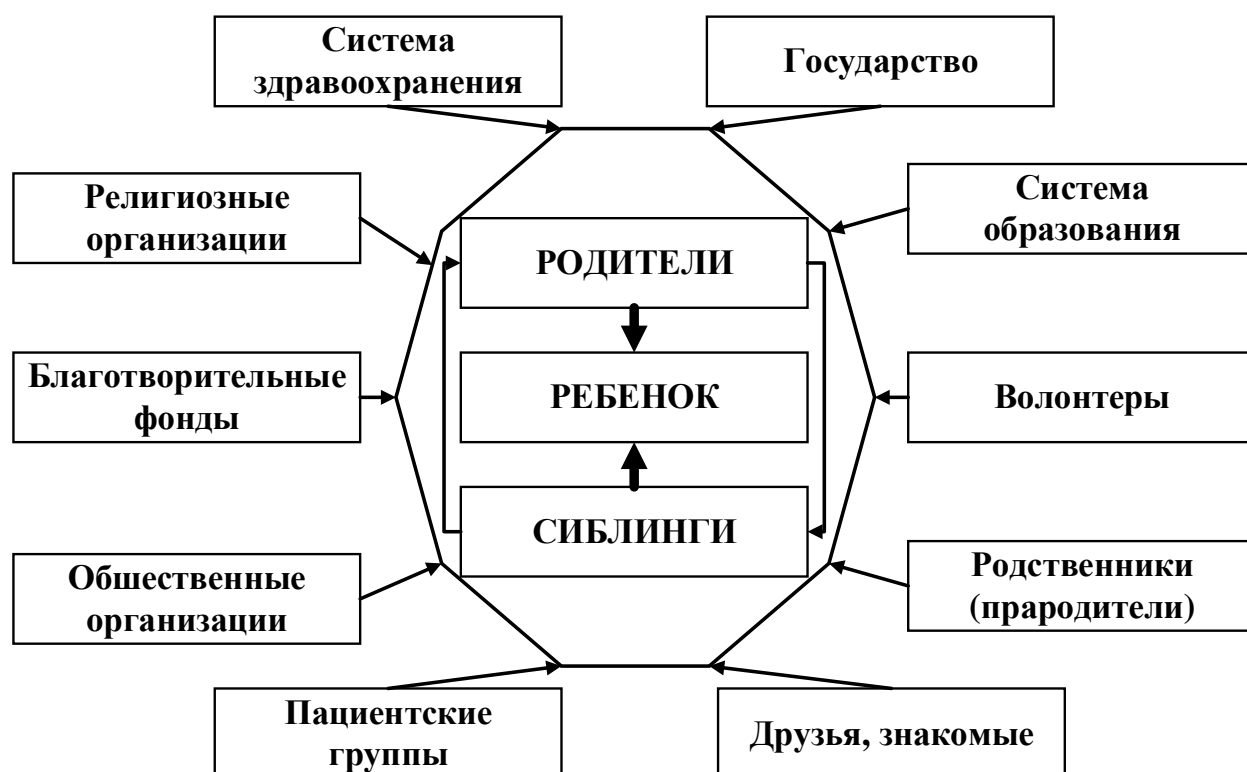 Система
здравоохранения
Государство
Религиозные
организации
Система
образования
РОДИТЕЛИ
Благотворительные
фонды
РЕБЕНОК
Волонтеры
СИБЛИНГИ
Обшественные
организации
Родственники
(прародители)
Пациентские
группы
Друзья, знакомые